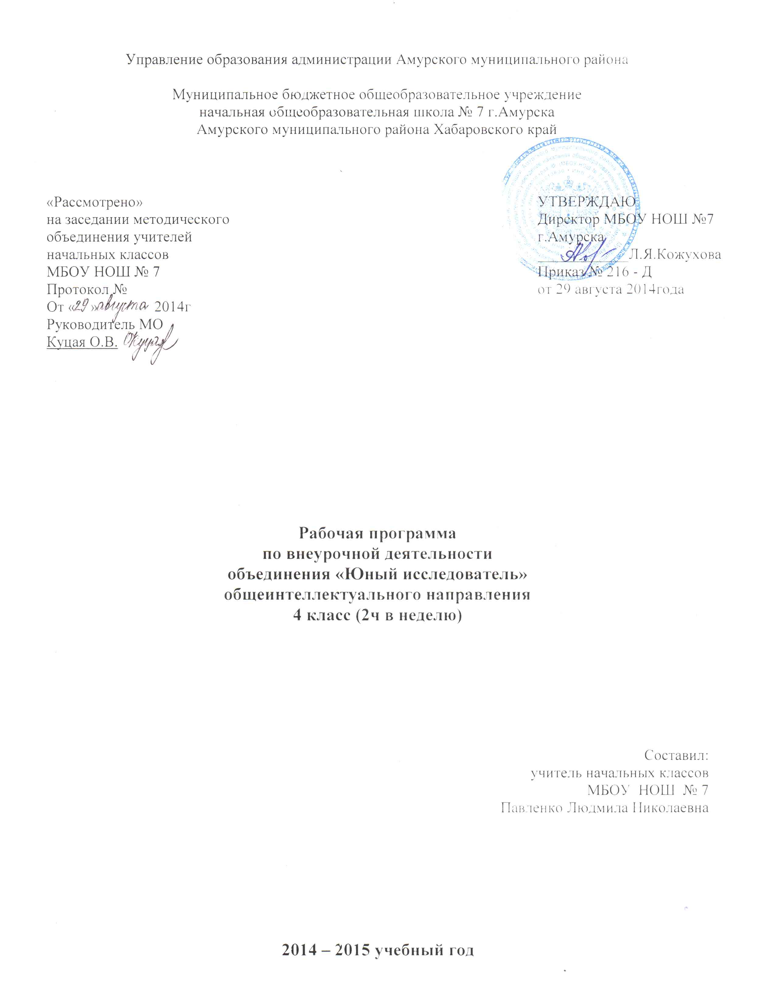 Управление образования администрации Амурского муниципального района
Муниципальное бюджетное общеобразовательное учреждение
начальная общеобразовательная школа № 7 г.Амурска
Амурского муниципального района Хабаровского край
«Рассмотрено»
на заседании методического
объединения учителей
начальных классов
МБОУ НОШ № 7
Протокол №
От «29»августа 2014г
Руководитель МО
Куцая О.В.
УТВЕРЖДАЮ
Директор МБОУ НОШ №7
г.Амурска
Л.Я.Кожухова
Приказ № 216 - Д
от 29 августа 2014года
Рабочая программа
по внеурочной деятельности
объединения «Юный исследователь»
общеинтеллектуального направления
4 класс (2ч в неделю)
Составил:
учитель начальных классов
МБОУ НОШ № 7
Павленко Людмила Николаевна
2014 – 2015 учебный год